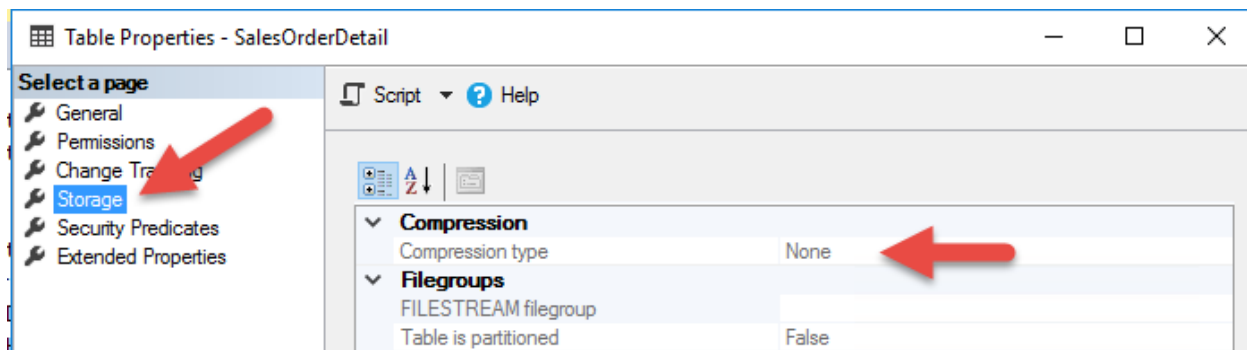 Table Properties - SalesOrderDetail
Select a page
Script Help
General
Permissions
Change Tracking
Storage
Security Predicates
Extended Properties
Compression
Compression type None
Filegroups
FILESTREAM filegroup
Table is partitioned False